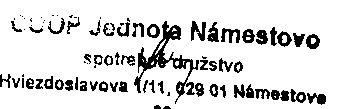 COOP Jednota Námestovo
spotrebné družstvo
Hviezdoslavova 1/11, 029 01 Námestovo